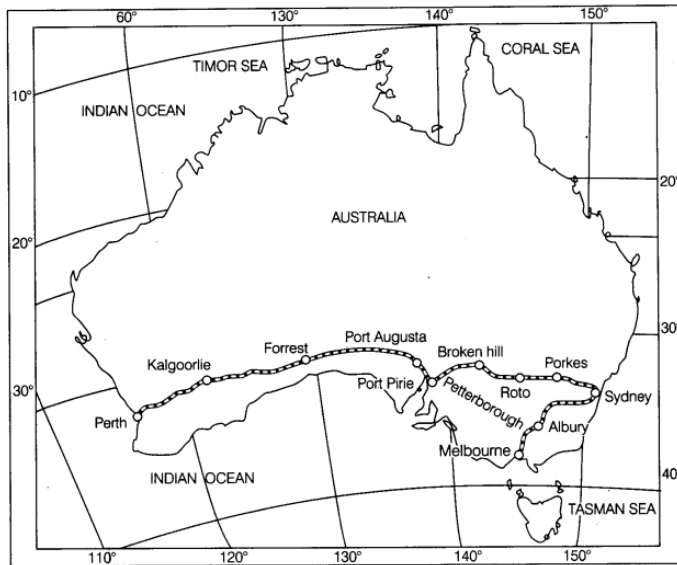 60° 130° 140° 150°
TIMOR SEA
CORAL SEA
10°
INDIAN OCEAN
20°
AUSTRALIA
20°
30°
Port Augusta
Broken hill
Forrest
Kalgoorlie
Porkes
Port Pirie
Petterborough
Roto
Sydney
30°
Perth
Albury
Melbourne
INDIAN OCEAN
40°
TASMAN SEA
110° 120° 130° 140° 150°